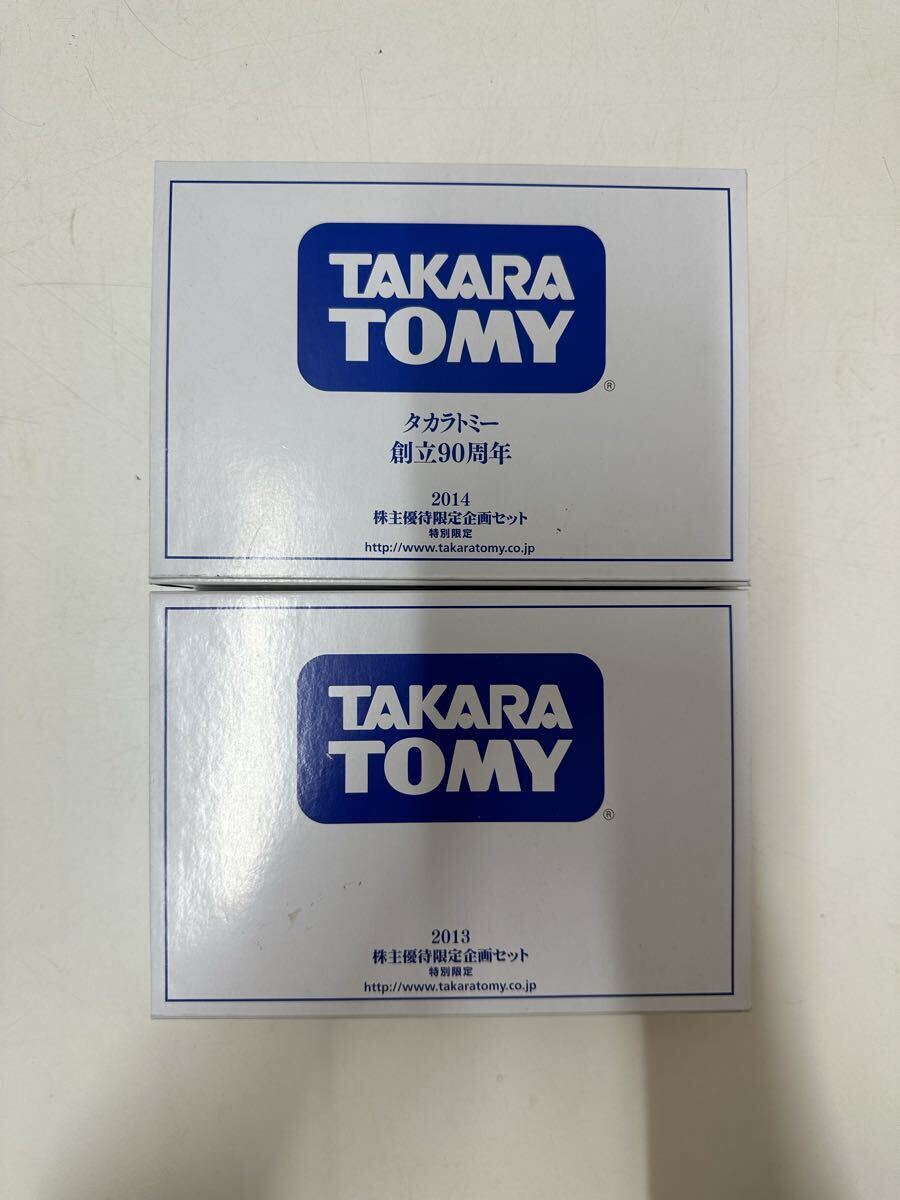 TAKARA
TOMY
®
タカラトミー
創立90周年
2014
株主優待限定企画セット
特別限定
http://www.takaratomy.co.jp
TAKARA
TOMY
®
2013
株主優待限定企画セット
特別限定
http://www.takaratomy.co.jp